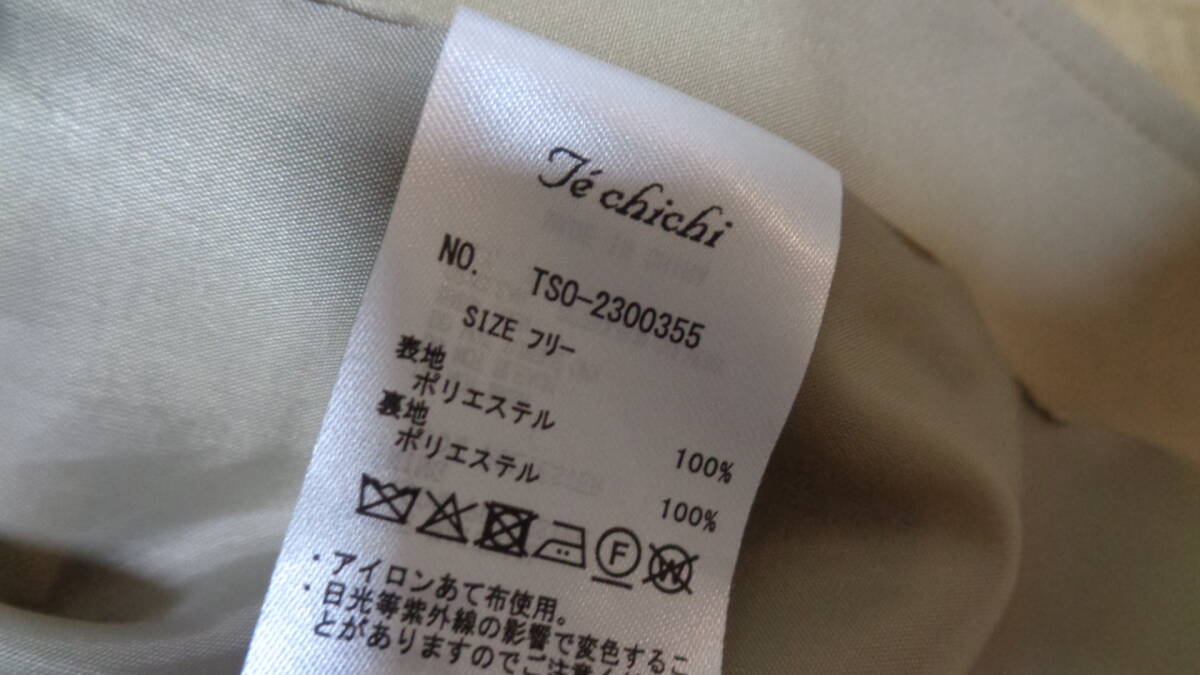 Té chichi
NO. TSO-2300355
SIZE フリー
表地
ポリエステル 100%
裏地
ポリエステル 100%
F W
・アイロンあて布使用。
・日光等紫外線の影響で変色するこ
とがありますのでご注意